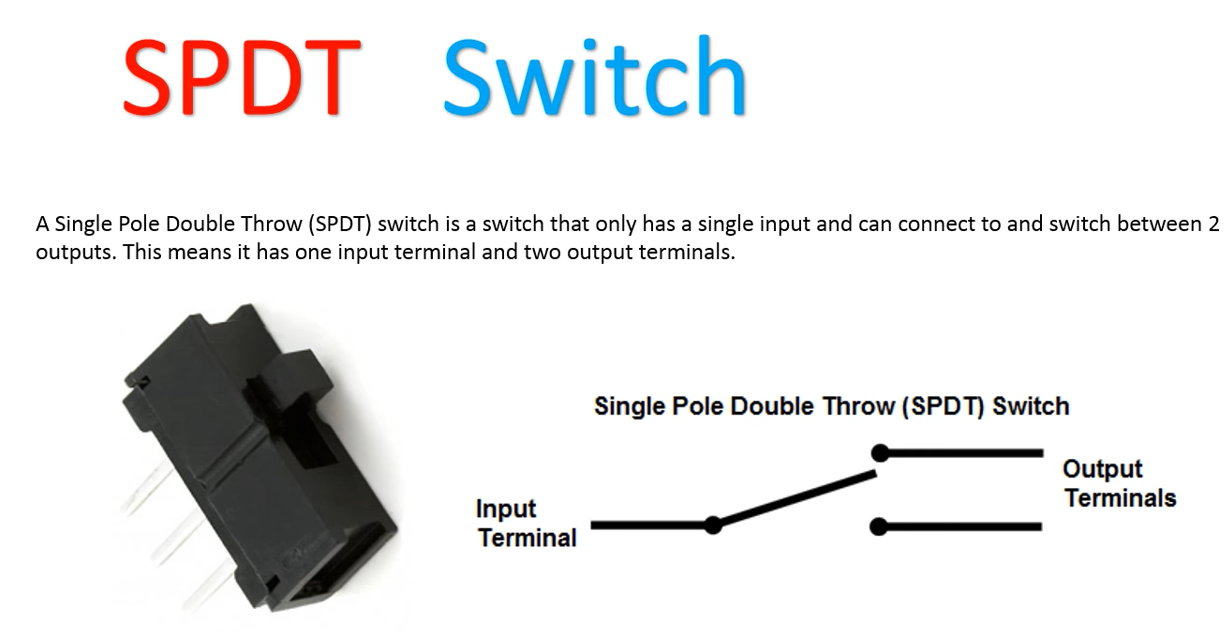 SPDT Switch
A Single Pole Double Throw (SPDT) switch is a switch that only has a single input and can connect to and switch between 2
outputs. This means it has one input terminal and two output terminals.
Single Pole Double Throw (SPDT) Switch
Output
Terminals
Input
Terminal